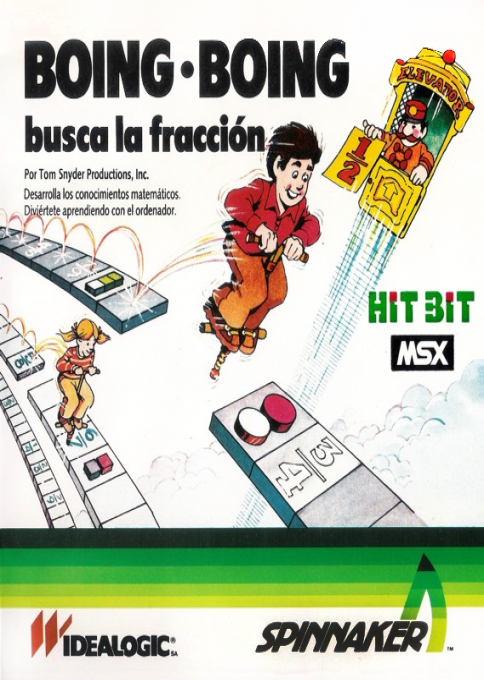 BOING•BOING
busca la fracción
Por Tom Snyder Productions, Inc.
Desarrolla los conocimientos matemáticos.
Diviértete aprendiendo con el ordenador.
ELEVATOR
1/2
HiT BiT
MSX
3/4
IDEALOGIC® SA
SPINNAKER™